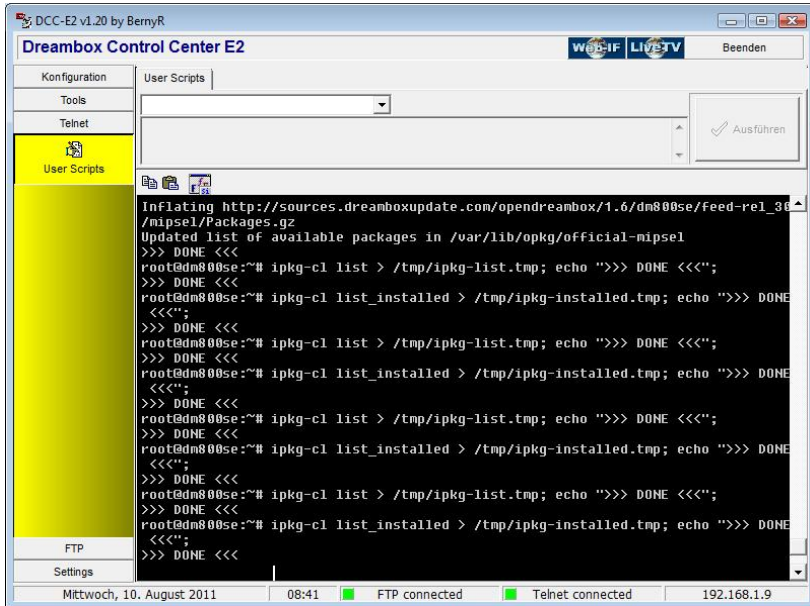 DCC-E2 v1.20 by BernyR
Dreambox Control Center E2
Web-IF LiveTV Beenden
Konfiguration
Tools
Telnet
User Scripts
FTP
Settings
User Scripts
Ausführen
Inflating http://sources.dreamboxupdate.com/opendreambox/1.6/dm800se/feed-rel_30
/mipsel/Packages.gz
Updated list of available packages in /var/lib/opkg/official-mipsel
>>> DONE <<<
root@dm800se:~# ipkg-cl list > /tmp/ipkg-list.tmp; echo ">>> DONE <<<";
>>> DONE <<<
root@dm800se:~# ipkg-cl list_installed > /tmp/ipkg-installed.tmp; echo ">>> DONE
<<<";
>>> DONE <<<
root@dm800se:~# ipkg-cl list > /tmp/ipkg-list.tmp; echo ">>> DONE <<<";
>>> DONE <<<
root@dm800se:~# ipkg-cl list_installed > /tmp/ipkg-installed.tmp; echo ">>> DONE
<<<";
>>> DONE <<<
root@dm800se:~# ipkg-cl list > /tmp/ipkg-list.tmp; echo ">>> DONE <<<";
>>> DONE <<<
root@dm800se:~# ipkg-cl list_installed > /tmp/ipkg-installed.tmp; echo ">>> DONE
<<<";
>>> DONE <<<
root@dm800se:~# ipkg-cl list > /tmp/ipkg-list.tmp; echo ">>> DONE <<<";
>>> DONE <<<
root@dm800se:~# ipkg-cl list_installed > /tmp/ipkg-installed.tmp; echo ">>> DONE
<<<";
>>> DONE <<<
Mittwoch, 10. August 2011 08:41 FTP connected Telnet connected 192.168.1.9